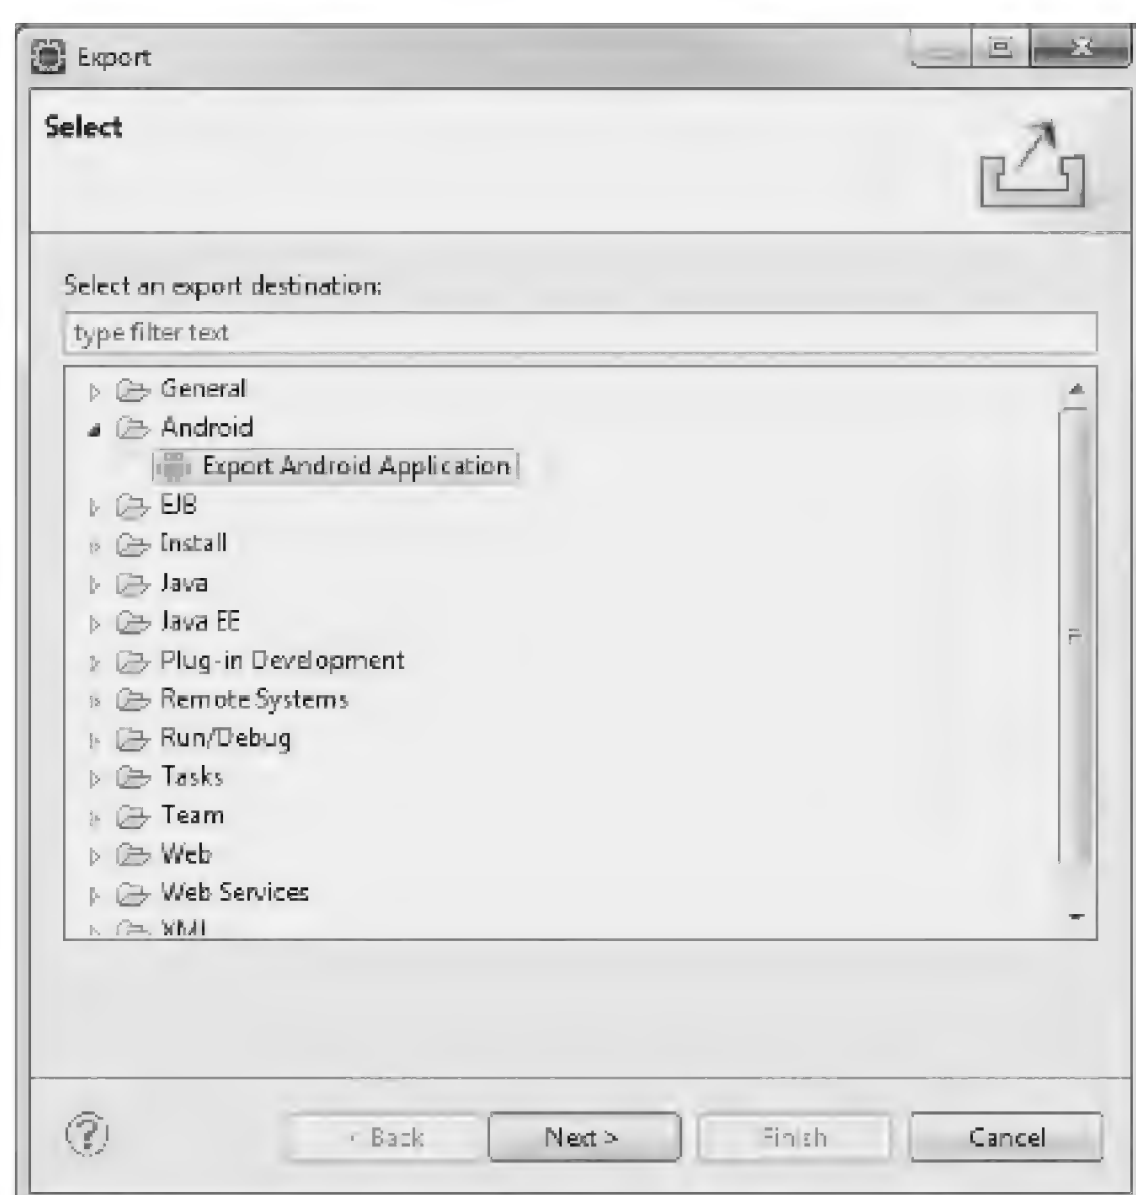 Export
Select
Select an export destination:
type filter text
General
Android
Export Android Application
EJB
Install
Java
Java EE
Plug-in Development
Remote Systems
Run/Debug
Tasks
Team
Web
Web Services
XML
< Back Next > Finish Cancel